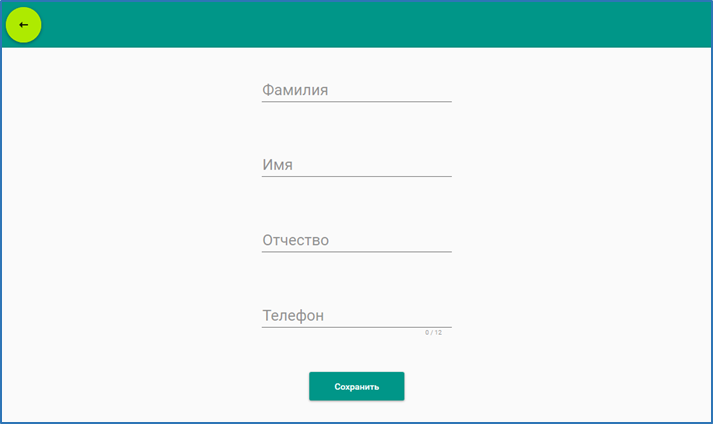 Фамилия
Имя
Отчество
Телефон
0 / 12
Сохранить